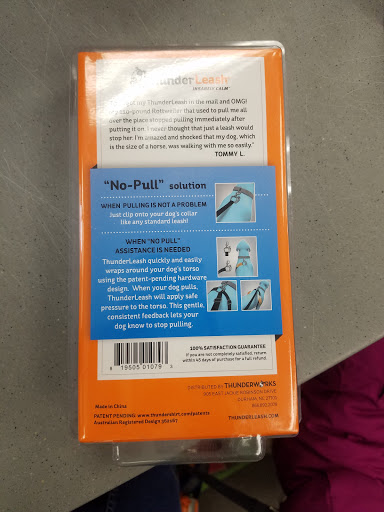 ThunderLeash
INSANELY CALM
ThunderLeash in the mail and OMG!
Rottweiler that used to pull me all
over the place stopped pulling immediately after
putting it on. I never thought that just a leash would
stop her. I'm amazed and shocked that my dog, which
is the size of a horse, was walking with me so easily."
TOMMY L.
"No-Pull" solution
WHEN PULLING IS NOT A PROBLEM
Just clip onto your dog's collar
like any standard leash!
WHEN "NO PULL"
ASSISTANCE IS NEEDED
ThunderLeash quickly and easily
wraps around your dog's torso
using the patent-pending hardware
design. When your dog pulls,
ThunderLeash will apply safe
pressure to the torso. This gentle,
consistent feedback lets your
dog know to stop pulling.
8 19505 01079 3
100% SATISFACTION GUARANTEE
If you are not completely satisfied, return
within 45 days of purchase for a full refund.
DISTRIBUTED BY THUNDERWORKS
DURHAM, NC
Made in China
PATENT PENDING: www.thundershirt.com/patents
Australian Registered Design
THUNDERLEASH.COM